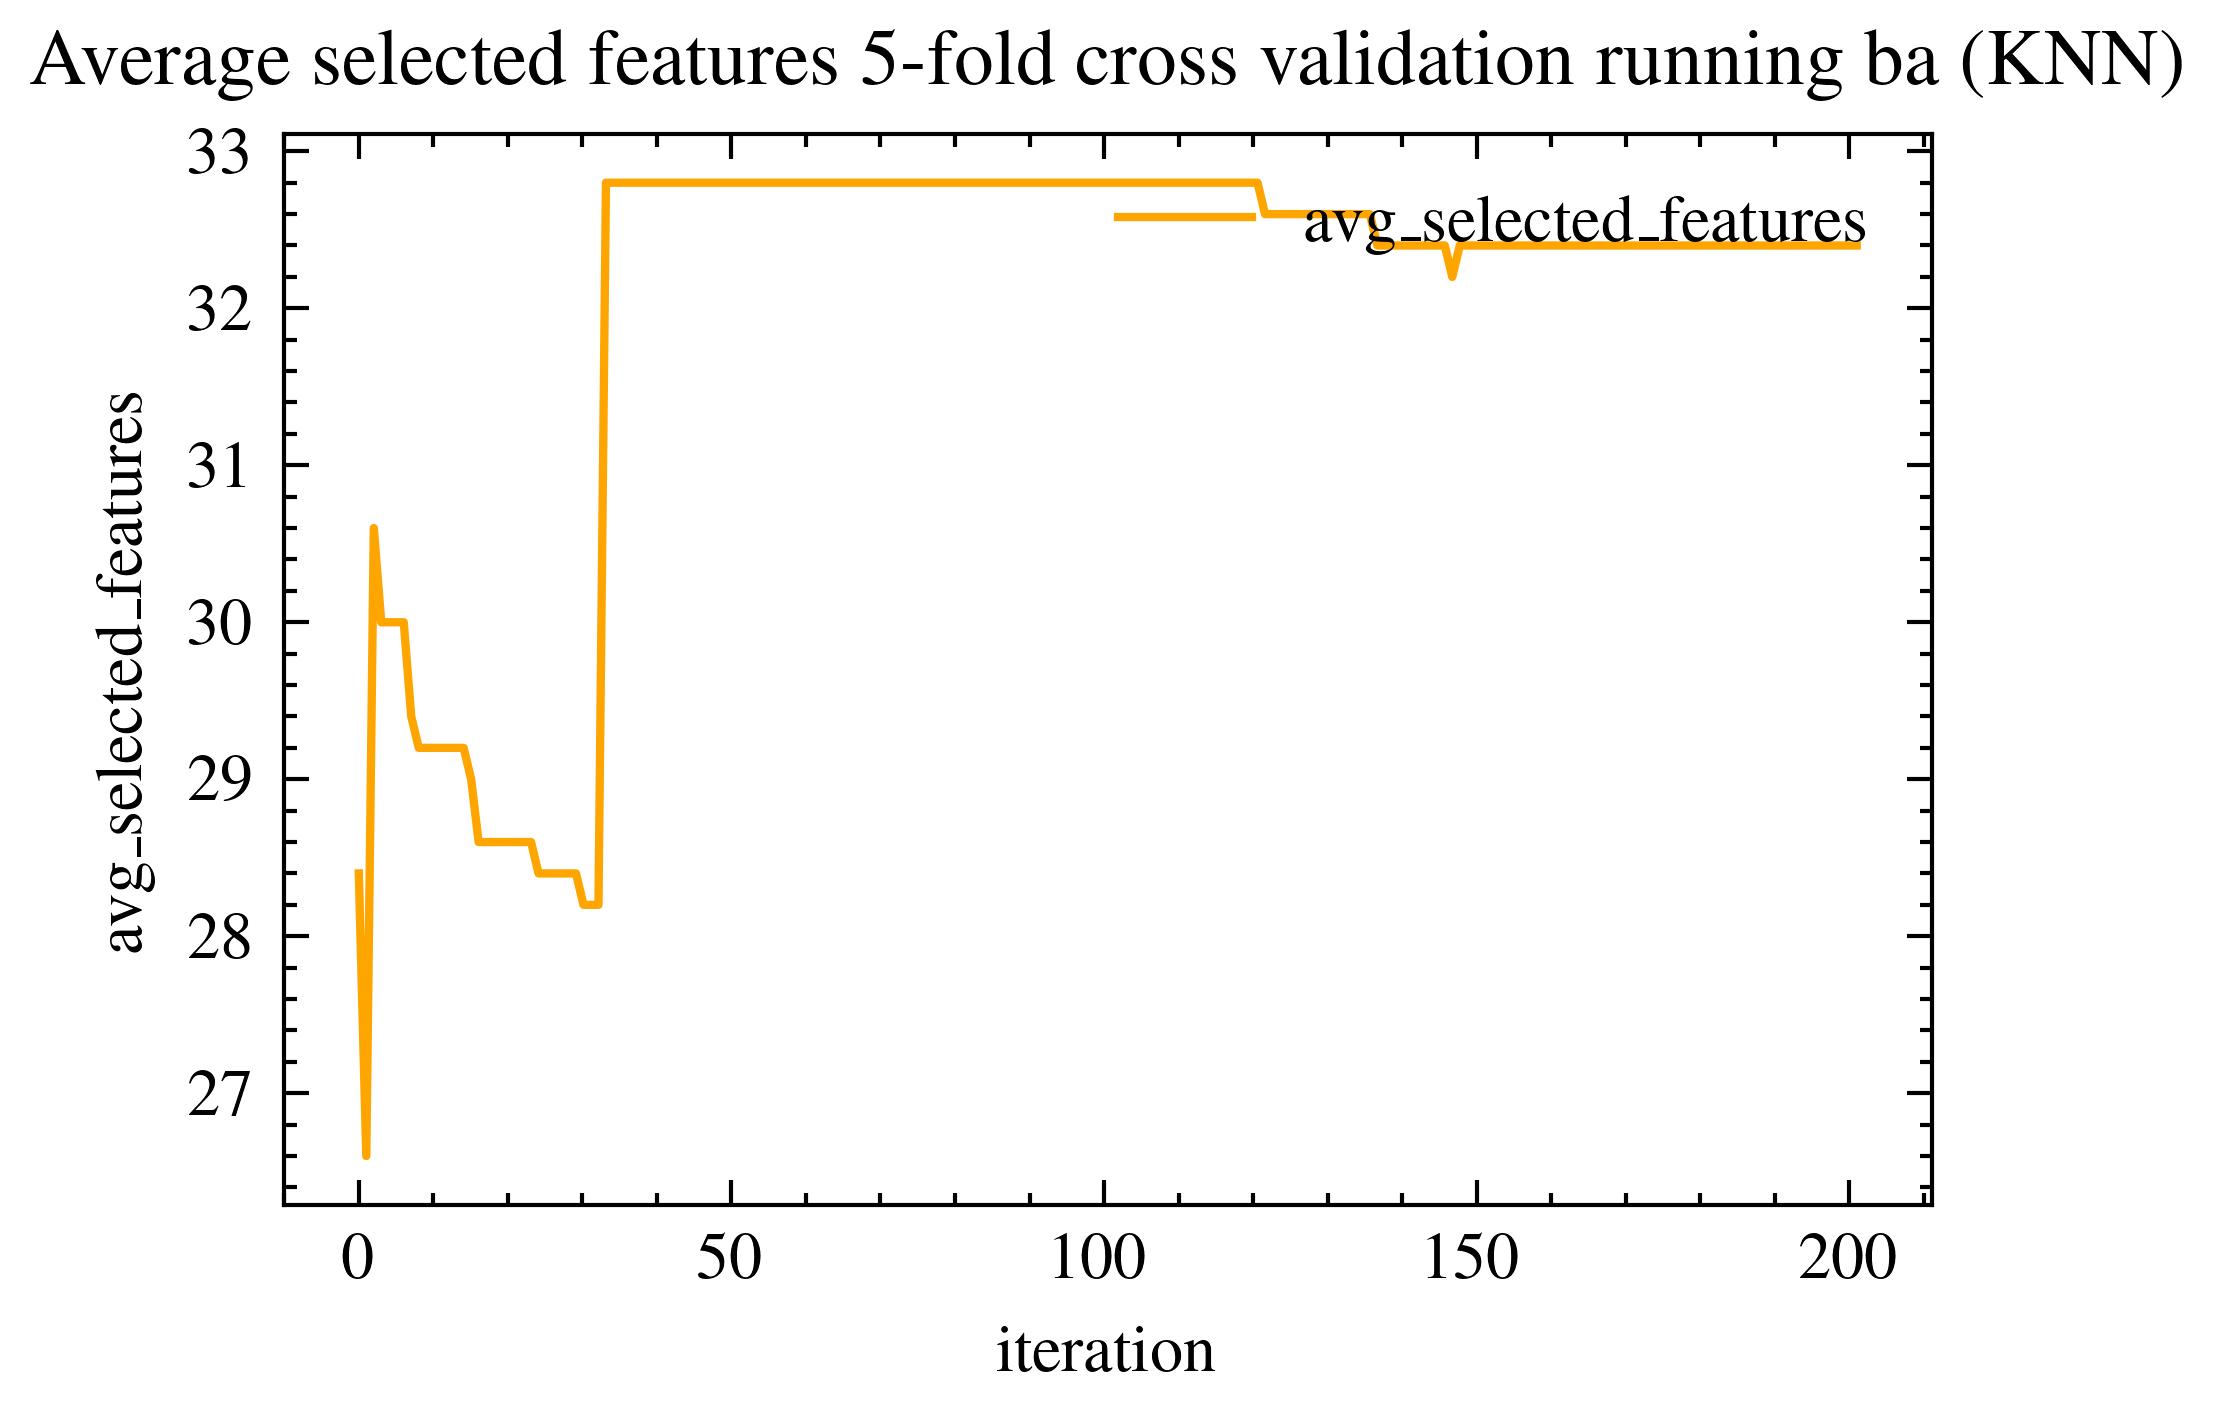 Average selected features 5-fold cross validation running ba (KNN)
avg_selected_features
33
32
31
30
29
28
27
avg_selected_features
0 50 100 150 200
iteration